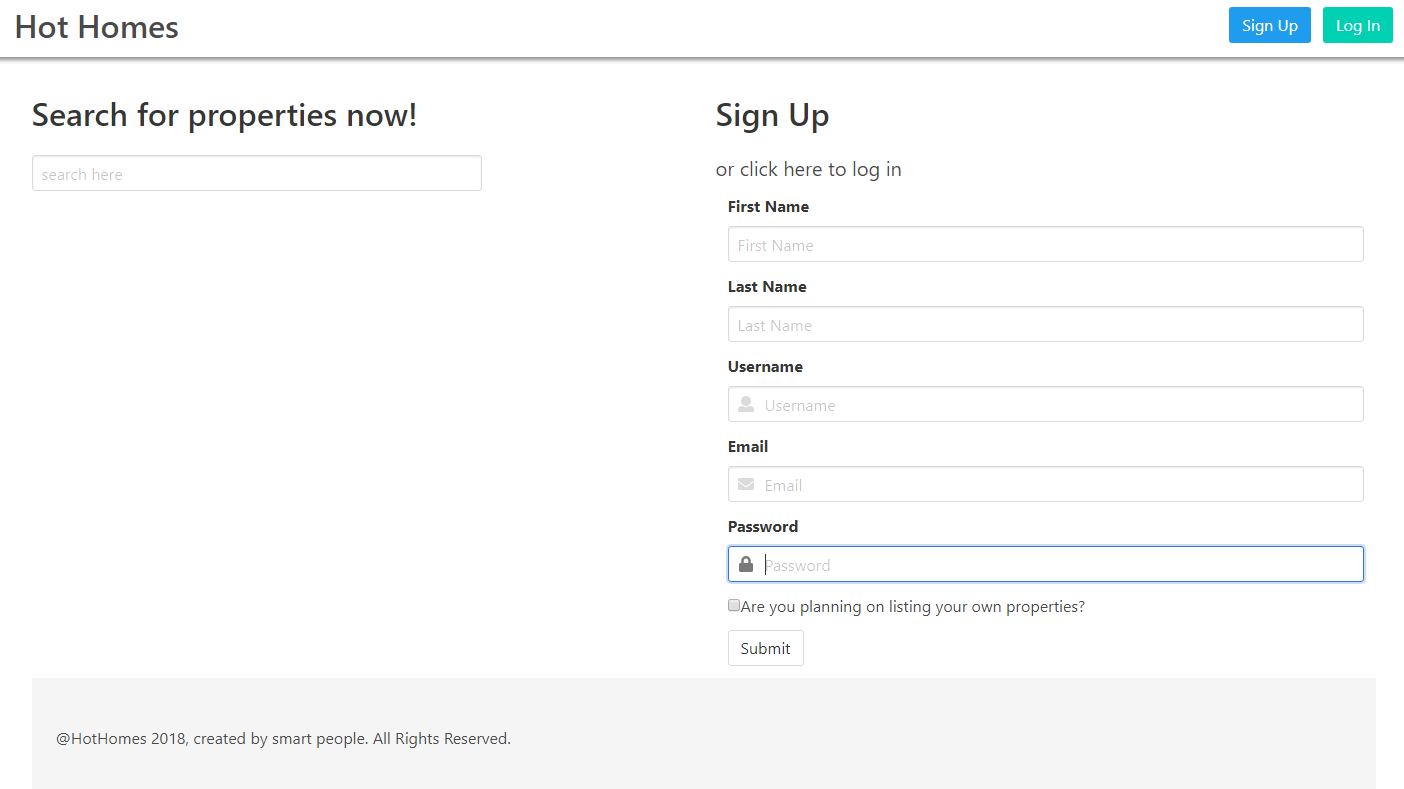 Hot Homes
Sign Up
Log In
Search for properties now!
search here
Sign Up
or click here to log in
First Name
First Name
Last Name
Last Name
Username
Username
Email
Email
Password
Password
Are you planning on listing your own properties?
Submit
@HotHomes 2018, created by smart people. All Rights Reserved.